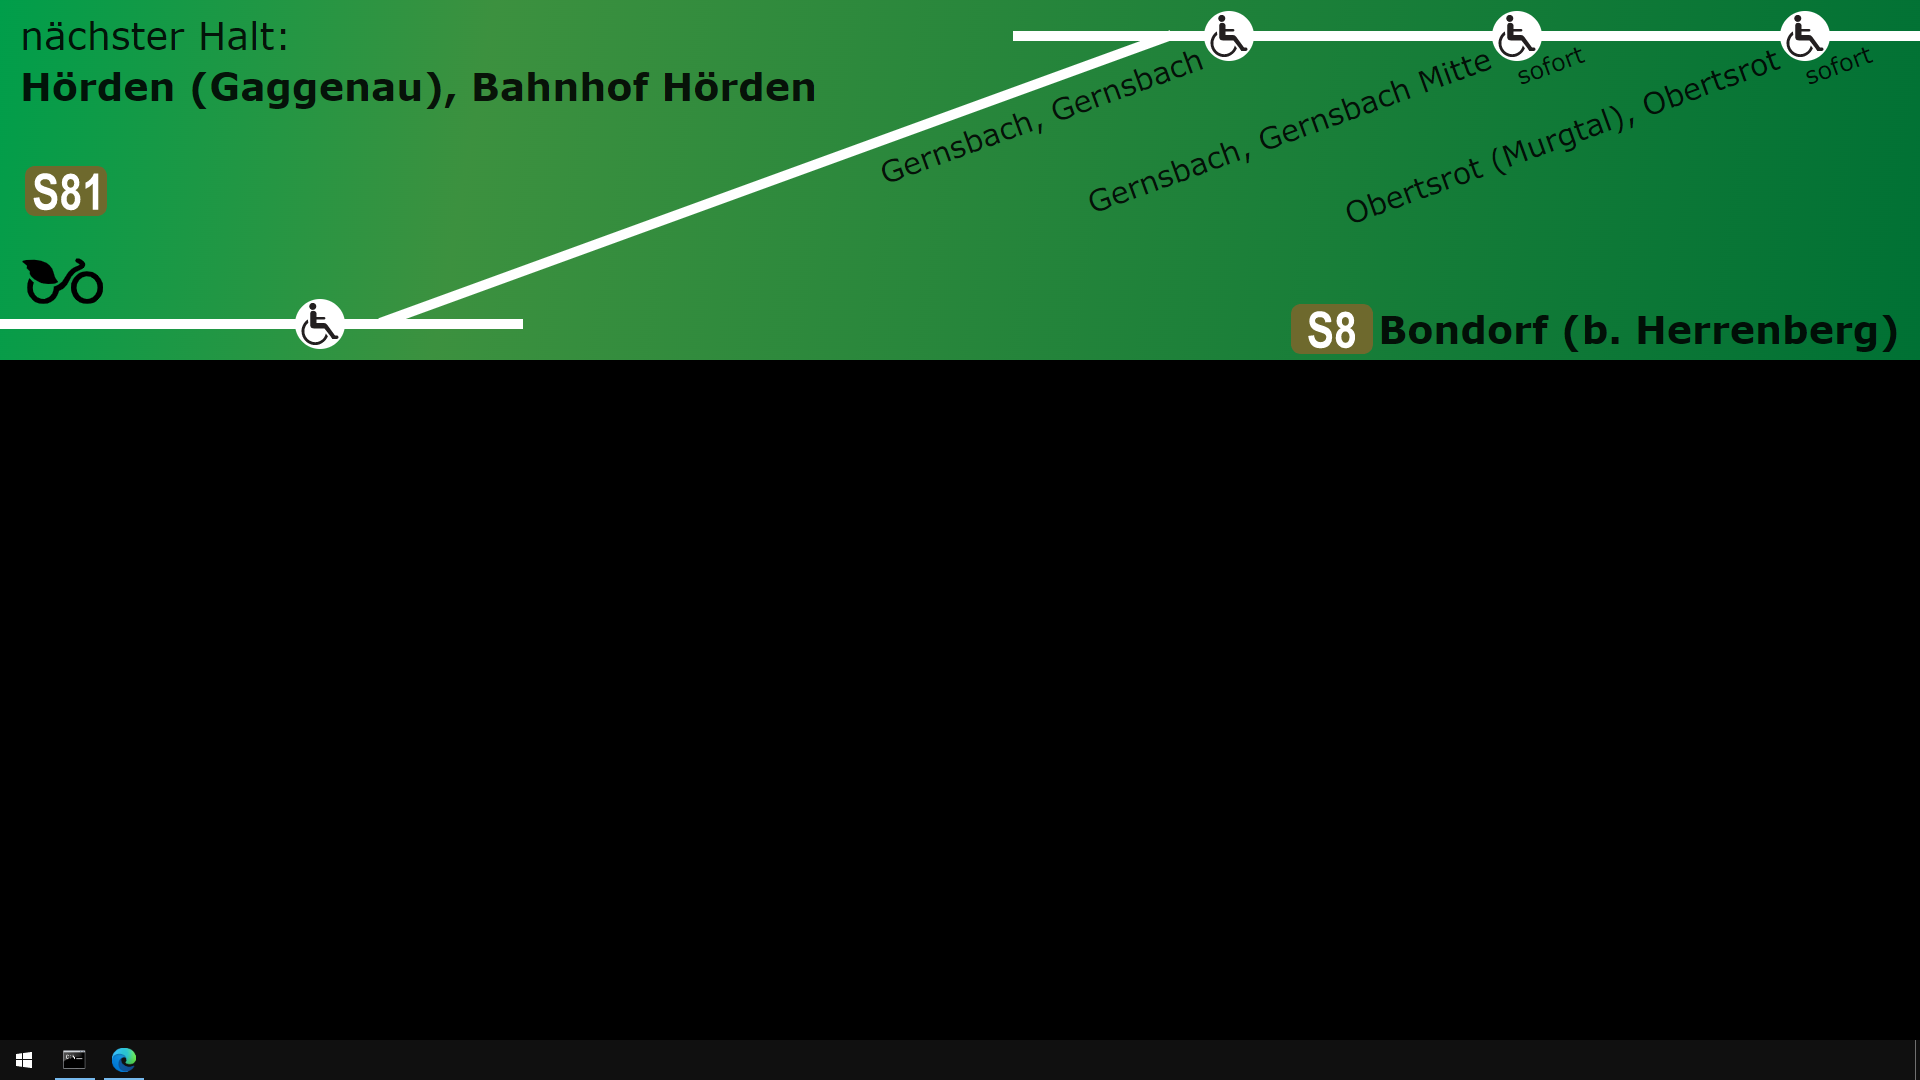 nächster Halt:
Hörden (Gaggenau), Bahnhof Hörden
S81
Gernsbach, Gernsbach
Gernsbach, Gernsbach Mitte
sofort
Obertsrot (Murgtal), Obertsrot
sofort
S8 Bondorf (b. Herrenberg)